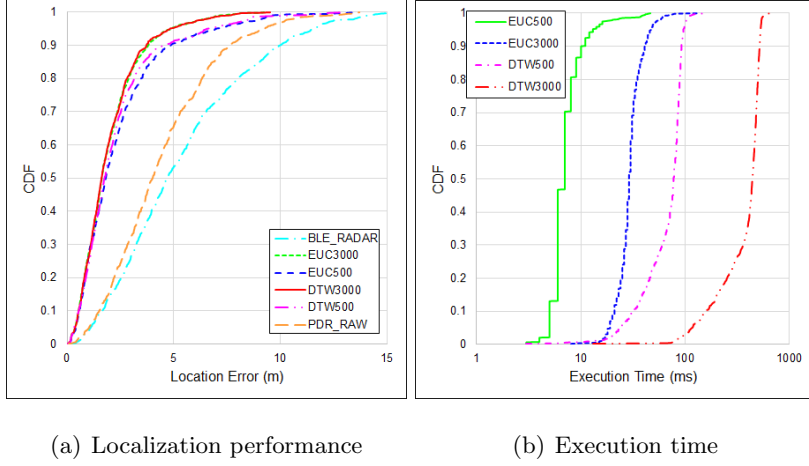 1
0.9
0.8
0.7
0.6
0.5
0.4
0.3
0.2
0.1
0
CDF
BLE_RADAR
EUC3000
EUC500
DTW3000
DTW500
PDR_RAW
0 5 10 15
Location Error (m)
(a) Localization performance
1
0.9
0.8
0.7
0.6
0.5
0.4
0.3
0.2
0.1
0
CDF
EUC500
EUC3000
DTW500
DTW3000
1 10 100 1000
Execution Time (ms)
(b) Execution time